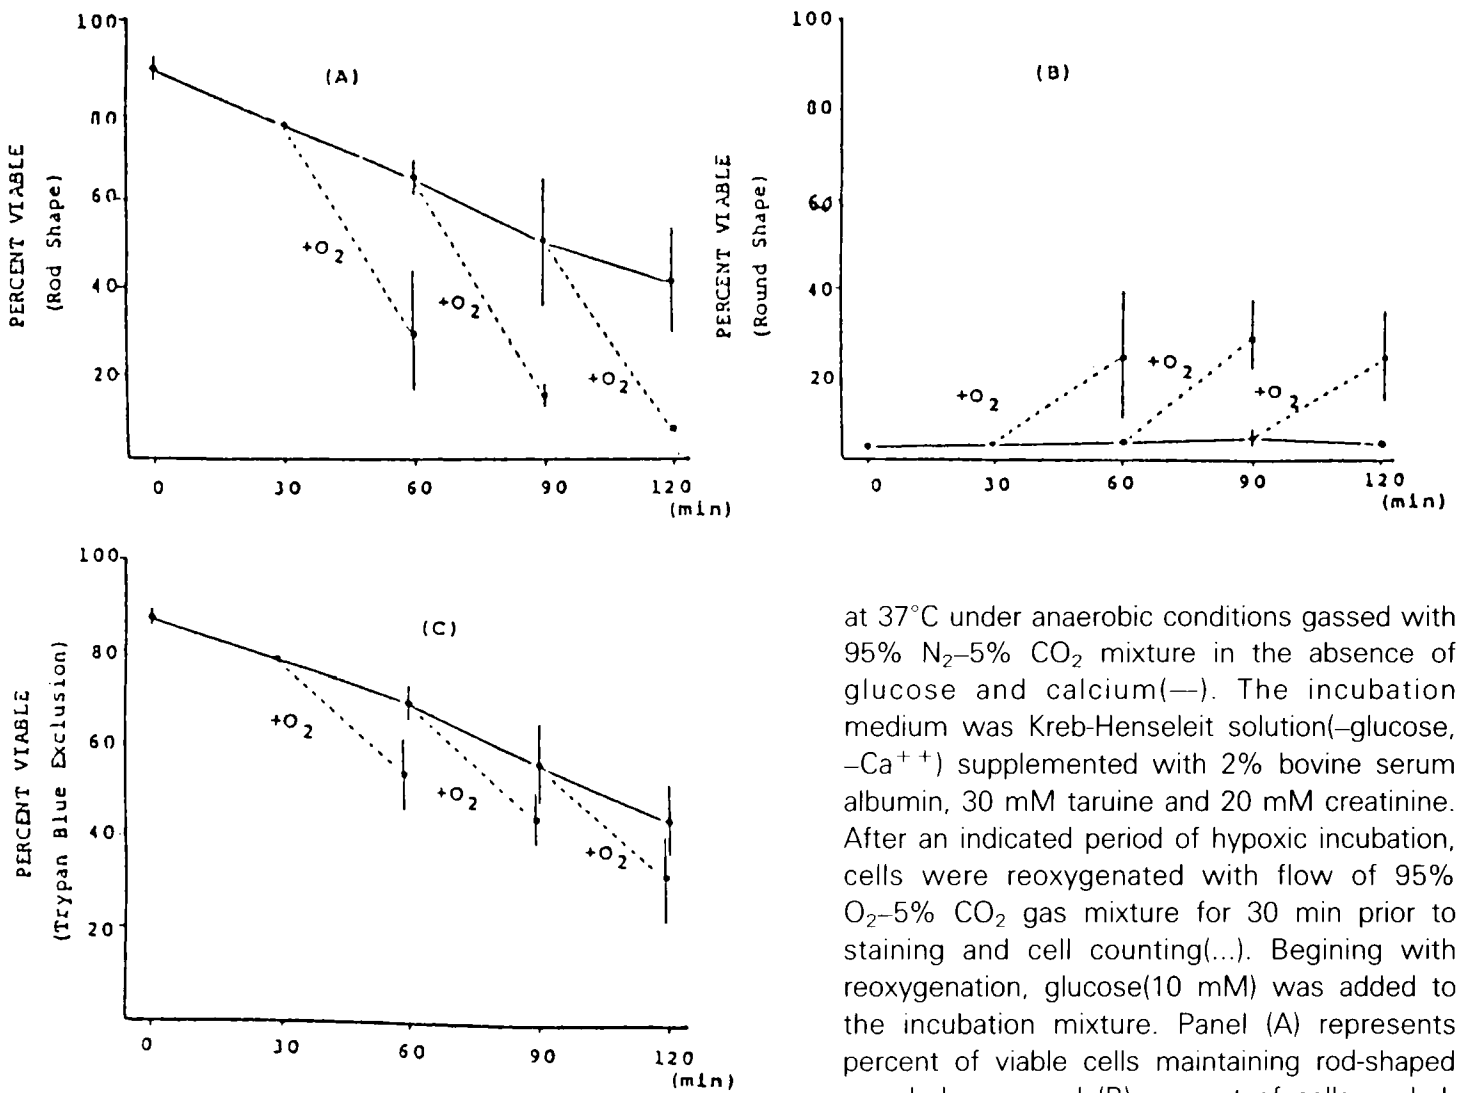 100
(A)
80
60
40
20
PERCENT VIABLE
(Rod Shape)
+O2
+O2
+O2
0 30 60 90 120
(min)
100
(B)
80
60
40
20
PERCENT VIABLE
(Round Shape)
+O2
+O2
+O2
0 30 60 90 120
(min)
100
(C)
80
60
40
20
PERCENT VIABLE
(Trypan Blue Exclusion)
+O2
+O2
+O2
0 30 60 90 120
(min)
at 37°C under anaerobic conditions gassed with
95% N2–5% CO2 mixture in the absence of
glucose and calcium(—). The incubation
medium was Kreb-Henseleit solution(–glucose,
–Ca++) supplemented with 2% bovine serum
albumin, 30 mM taruine and 20 mM creatinine.
After an indicated period of hypoxic incubation,
cells were reoxygenated with flow of 95%
O2–5% CO2 gas mixture for 30 min prior to
staining and cell counting(...). Begining with
reoxygenation, glucose(10 mM) was added to
the incubation mixture. Panel (A) represents
percent of viable cells maintaining rod-shaped